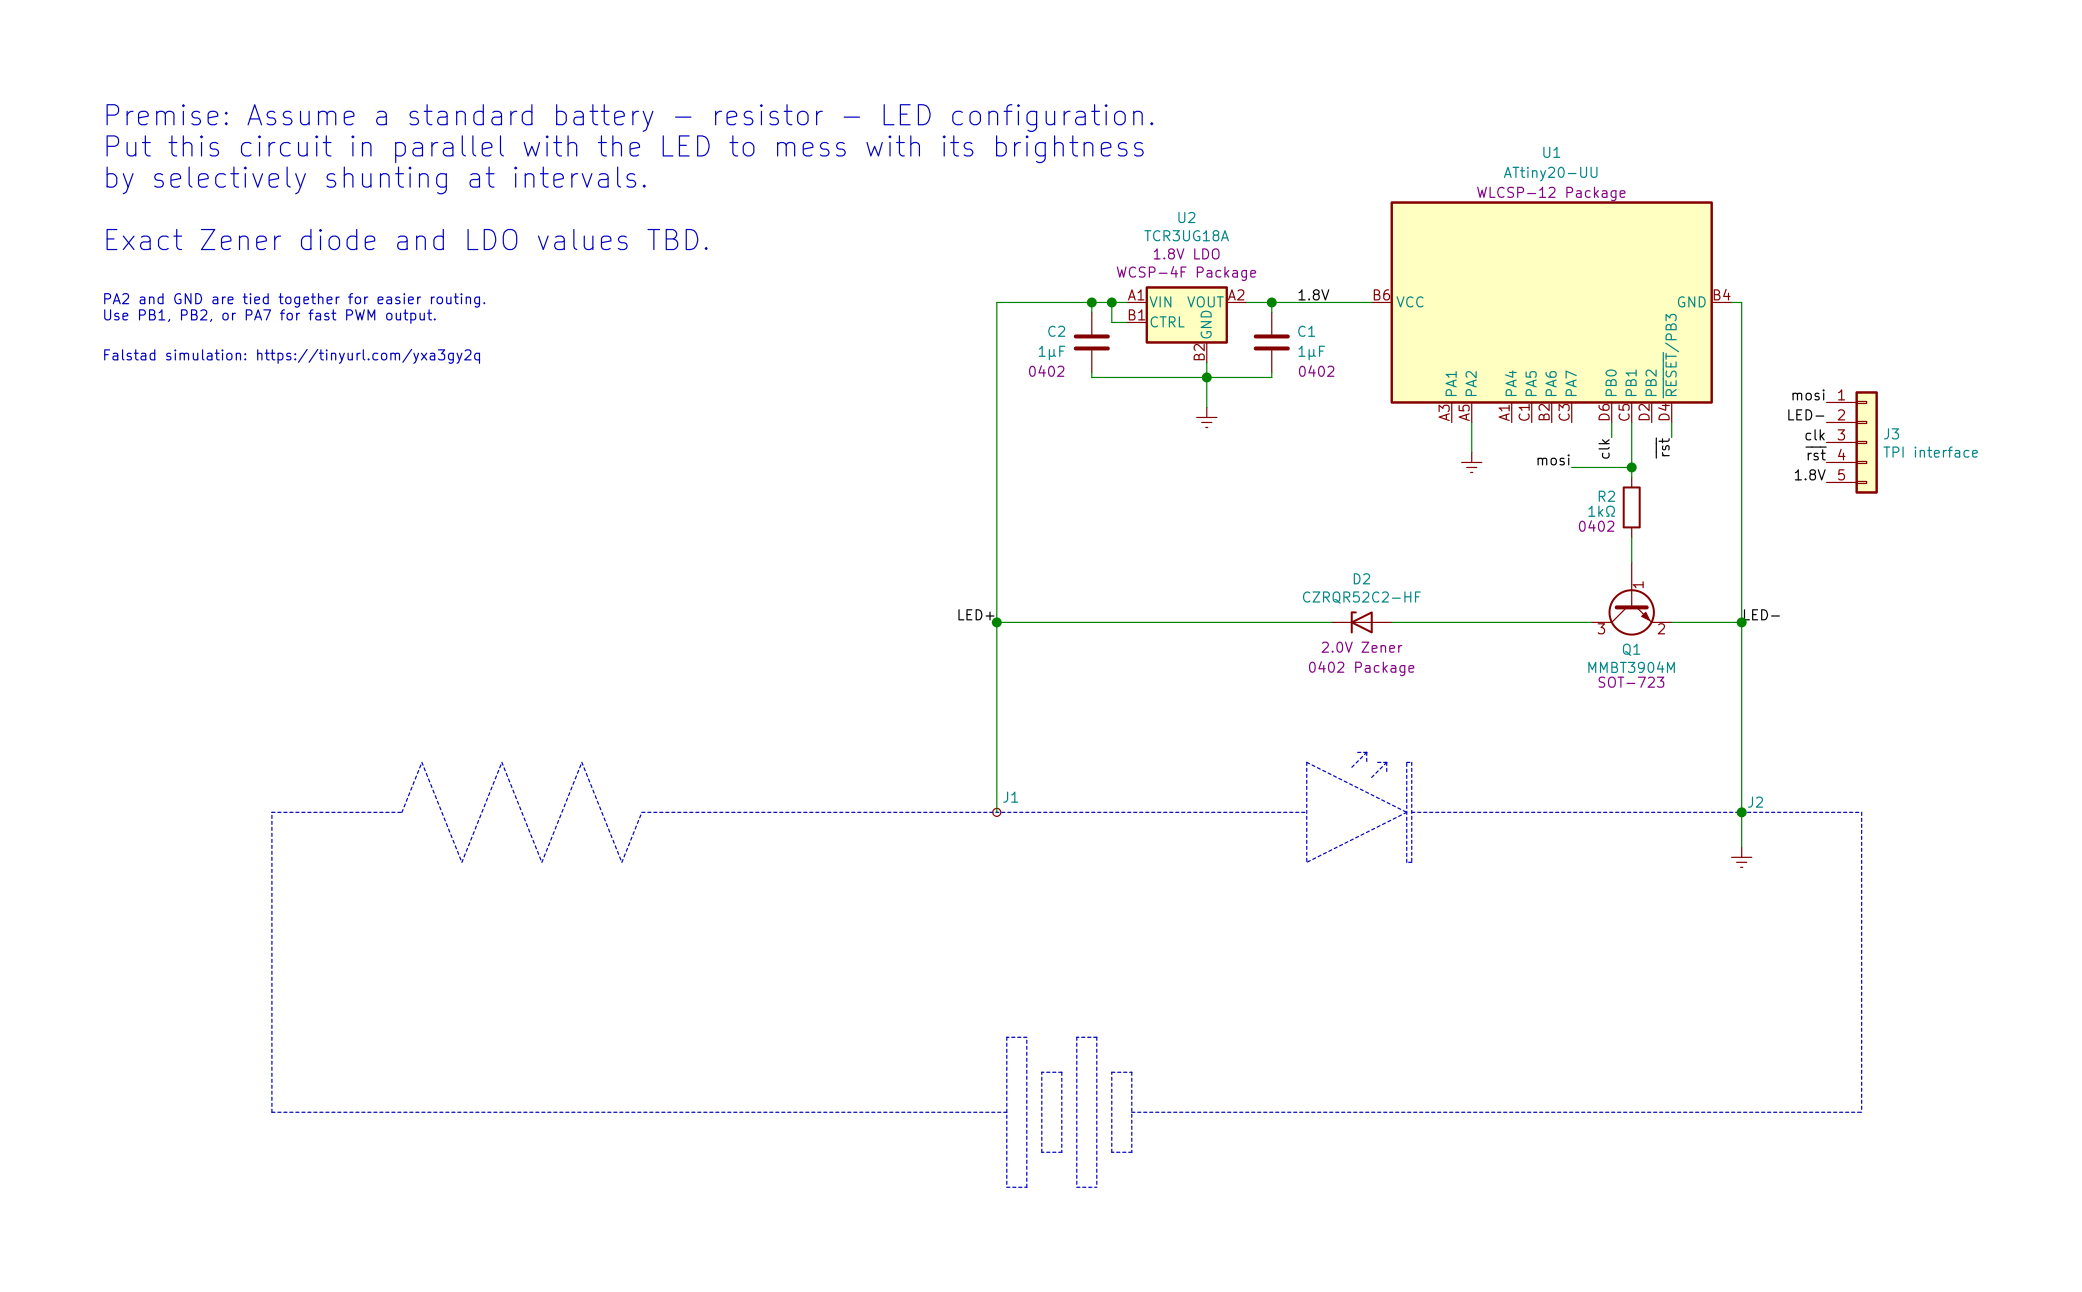 Premise: Assume a standard battery - resistor - LED configuration.
Put this circuit in parallel with the LED to mess with its brightness
by selectively shunting at intervals.
Exact Zener diode and LDO values TBD.
PA2 and GND are tied together for easier routing.
Use PB1, PB2, or PA7 for fast PWM output.
Falstad simulation: https://tinyurl.com/yxa3gy2q
U2
TCR3UG18A
1.8V LDO
WCSP-4F Package
A1 VIN VOUT A2
B1 CTRL
GND
B2
C2
1µF
0402
C1
1µF
0402
1.8V
U1
ATtiny20-UU
WLCSP-12 Package
B6 VCC GND B4
PA1 PA2 PA4 PA5 PA6 PA7 PB0 PB1 PB2 RESET/PB3
A3 A5 A1 C1 B2 C3 D6 C5 D2 D4
clk
rst
mosi
mosi 1
LED- 2
clk 3
rst 4
1.8V 5
J3
TPI interface
R2
1kΩ
0402
LED+
D2
CZRQR52C2-HF
2.0V Zener
0402 Package
1
3 2
Q1
MMBT3904M
SOT-723
LED-
J1
J2